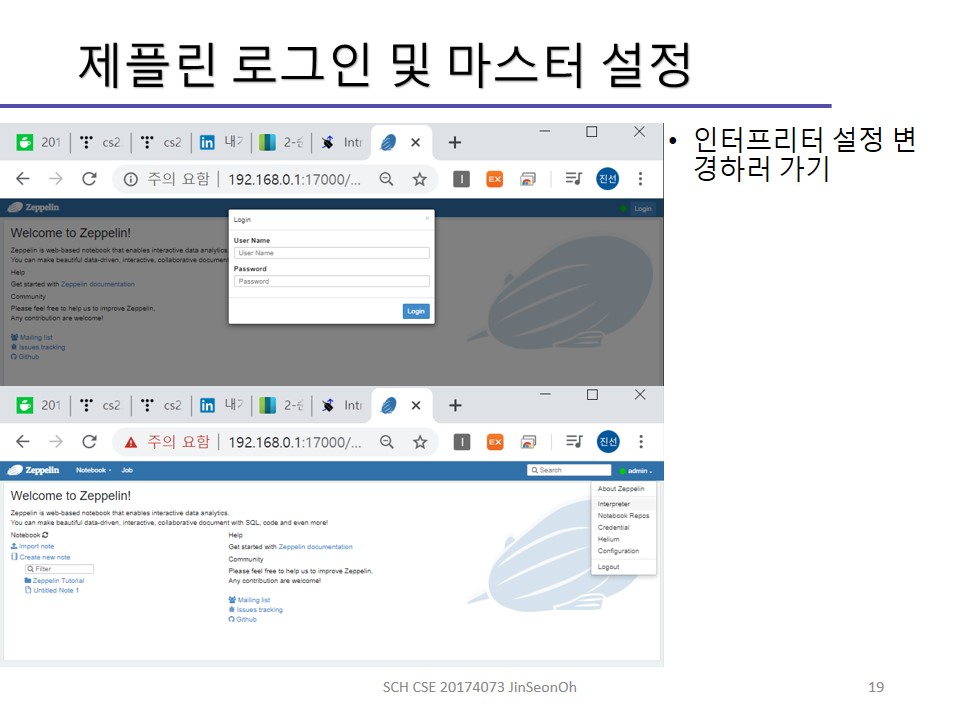 제플린 로그인 및 마스터 설정
201 cs2 cs2 내 2-
주의 요함 192.168.0.1:17000/... EX 진선
Zeppelin Login
Login
Welcome to Zeppelin!
Zeppelin is web-based notebook that enables interactive data analytics.
You can make beautiful data-driven, interactive, collaborative document
Help
Get started with Zeppelin documentation
Community
Please feel free to help us to improve Zeppelin,
Any contribution are welcome!
Mailing list
Issues tracking
Github
User Name
User Name
Password
Password
Login
201 cs2 cs2 내 2-
주의 요함 192.168.0.1:17000/... EX 진선
Zeppelin Notebook Job Search admin
Welcome to Zeppelin!
Zeppelin is web-based notebook that enables interactive data analytics.
You can make beautiful data-driven, interactive, collaborative document with SQL, code and even more!
Notebook
Import note
Create new note
Filter
Zeppelin Tutorial
Untitled Note 1
Help
Get started with Zeppelin documentation
Community
Please feel free to help us to improve Zeppelin,
Any contribution are welcome!
Mailing list
Issues tracking
Github
About Zeppelin
Interpreter
Notebook Repos
Credential
Helium
Configuration
Logout
• 인터프리터 설정 변
경하러 가기
SCH CSE 20174073 JinSeonOh
19